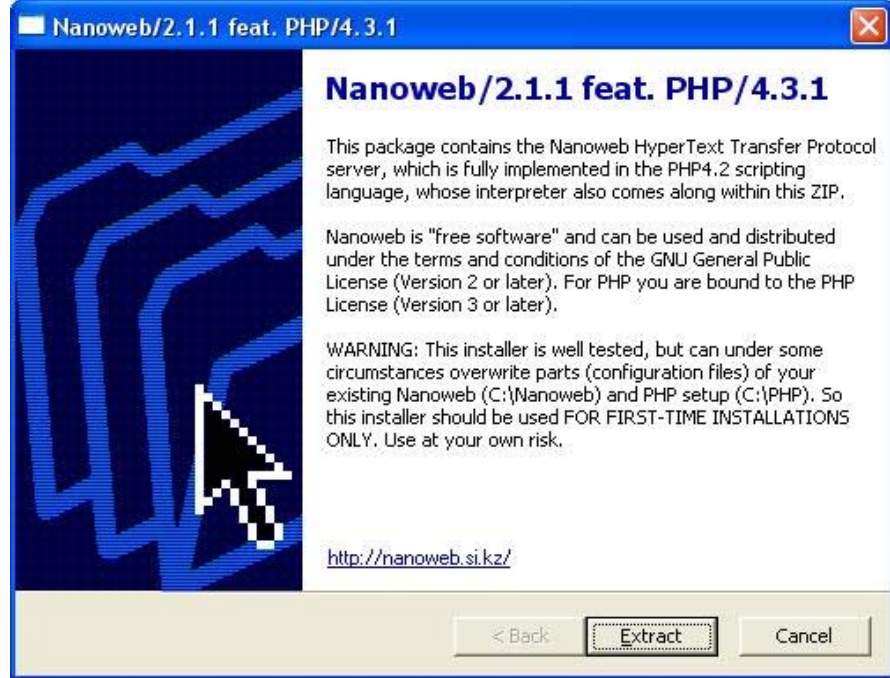 Nanoweb/2.1.1 feat. PHP/4.3.1
Nanoweb/2.1.1 feat. PHP/4.3.1
This package contains the Nanoweb HyperText Transfer Protocol
server, which is fully implemented in the PHP4.2 scripting
language, whose interpreter also comes along within this ZIP.
Nanoweb is "free software" and can be used and distributed
under the terms and conditions of the GNU General Public
License (Version 2 or later). For PHP you are bound to the PHP
License (Version 3 or later).
WARNING: This installer is well tested, but can under some
circumstances overwrite parts (configuration files) of your
existing Nanoweb (C:\Nanoweb) and PHP setup (C:\PHP). So
this installer should be used FOR FIRST-TIME INSTALLATIONS
ONLY. Use at your own risk.
http://nanoweb.si.kz/
< Back Extract Cancel